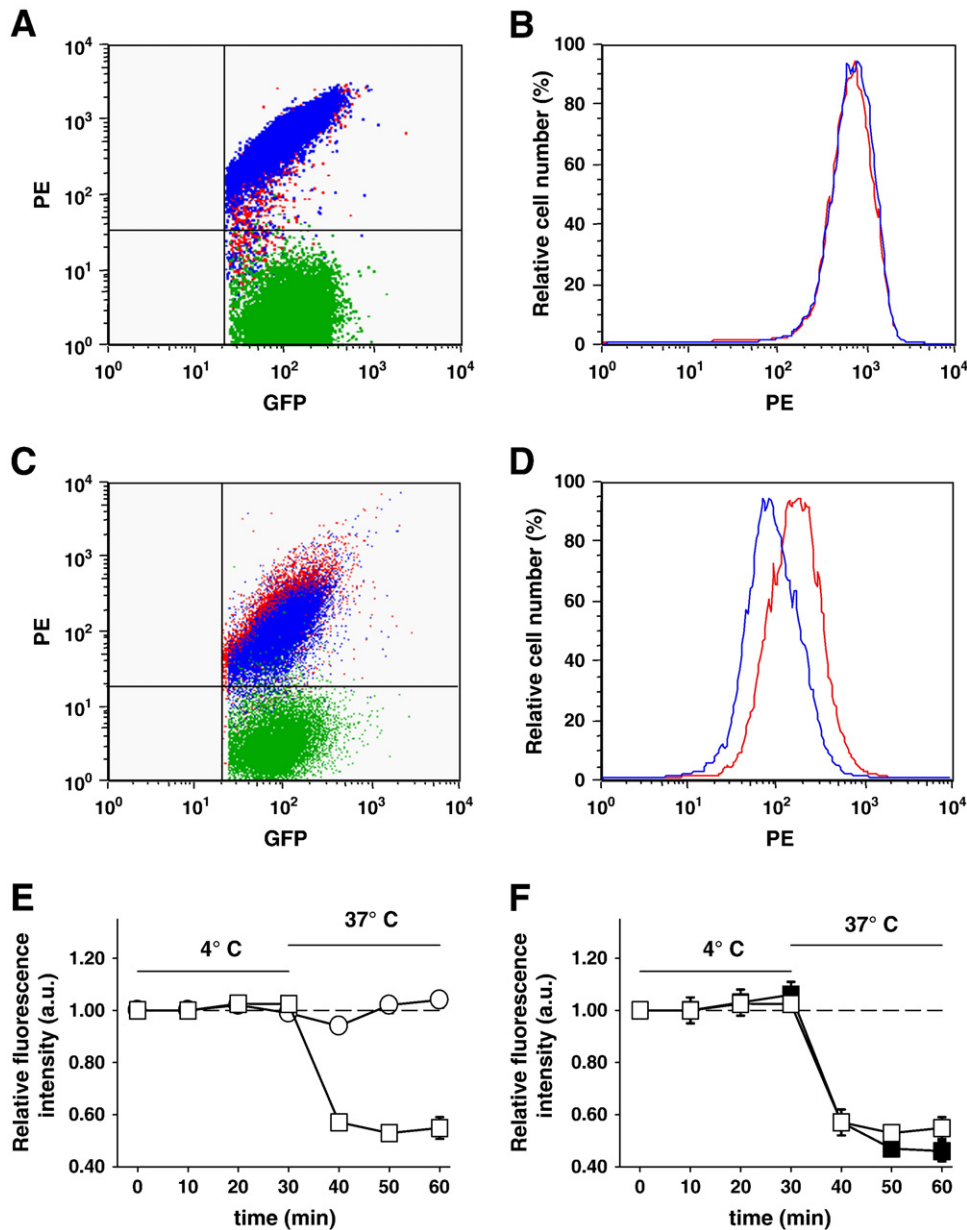 A
10⁴
10³
10²
10¹
10⁰
PE
10⁰ 10¹ 10² 10³ 10⁴
GFP
B
100
80
60
40
20
0
Relative cell number (%)
10⁰ 10¹ 10² 10³ 10⁴
PE
C
10⁴
10³
10²
10¹
10⁰
PE
10⁰ 10¹ 10² 10³ 10⁴
GFP
D
100
80
60
40
20
0
Relative cell number (%)
10⁰ 10¹ 10² 10³ 10⁴
PE
E
37° C
4° C
1.20
1.00
0.80
0.60
0.40
Relative fluorescence
intensity (a.u.)
0 10 20 30 40 50 60
time (min)
F
37° C
4° C
1.20
1.00
0.80
0.60
0.40
Relative fluorescence
intensity (a.u.)
0 10 20 30 40 50 60
time (min)